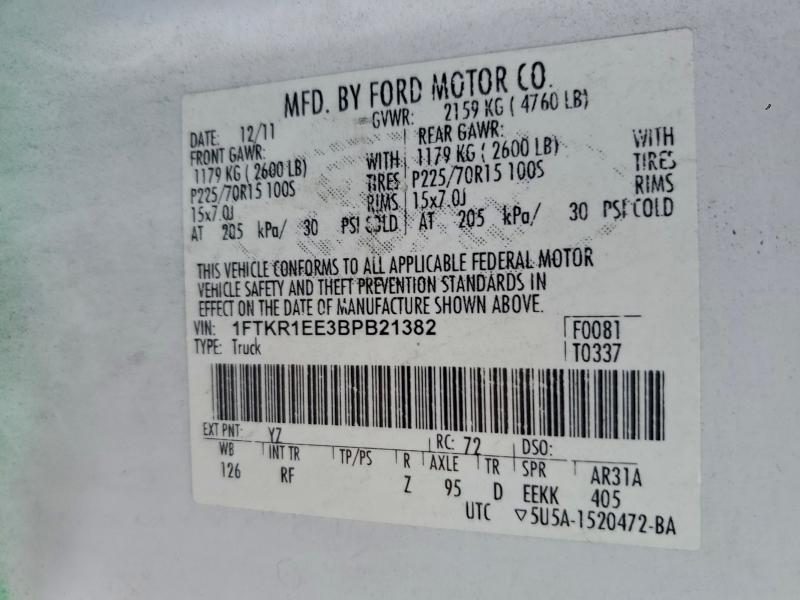 MFD. BY FORD MOTOR CO.
DATE: 12/11 GVWR: 2159 KG ( 4760 LB)
FRONT GAWR: REAR GAWR:
1179 KG ( 2600 LB) WITH 1179 KG ( 2600 LB) WITH
P225/70R15 100S TIRES P225/70R15 100S TIRES
15x7.0J RIMS 15x7.0J RIMS
AT 205 kPa/ 30 PSI COLD AT 205 kPa/ 30 PSI COLD
THIS VEHICLE CONFORMS TO ALL APPLICABLE FEDERAL MOTOR
VEHICLE SAFETY AND THEFT PREVENTION STANDARDS IN
EFFECT ON THE DATE OF MANUFACTURE SHOWN ABOVE.
VIN: 1FTKR1EE3BPB21382 F0081
TYPE: Truck T0337
EXT PNT: YZ RC: 72 DSO:
WB INT TR TP/PS R AXLE TR SPR AR31A
126 RF Z 95 D EEKK 405
UTC ▽5U5A-1520472-BA